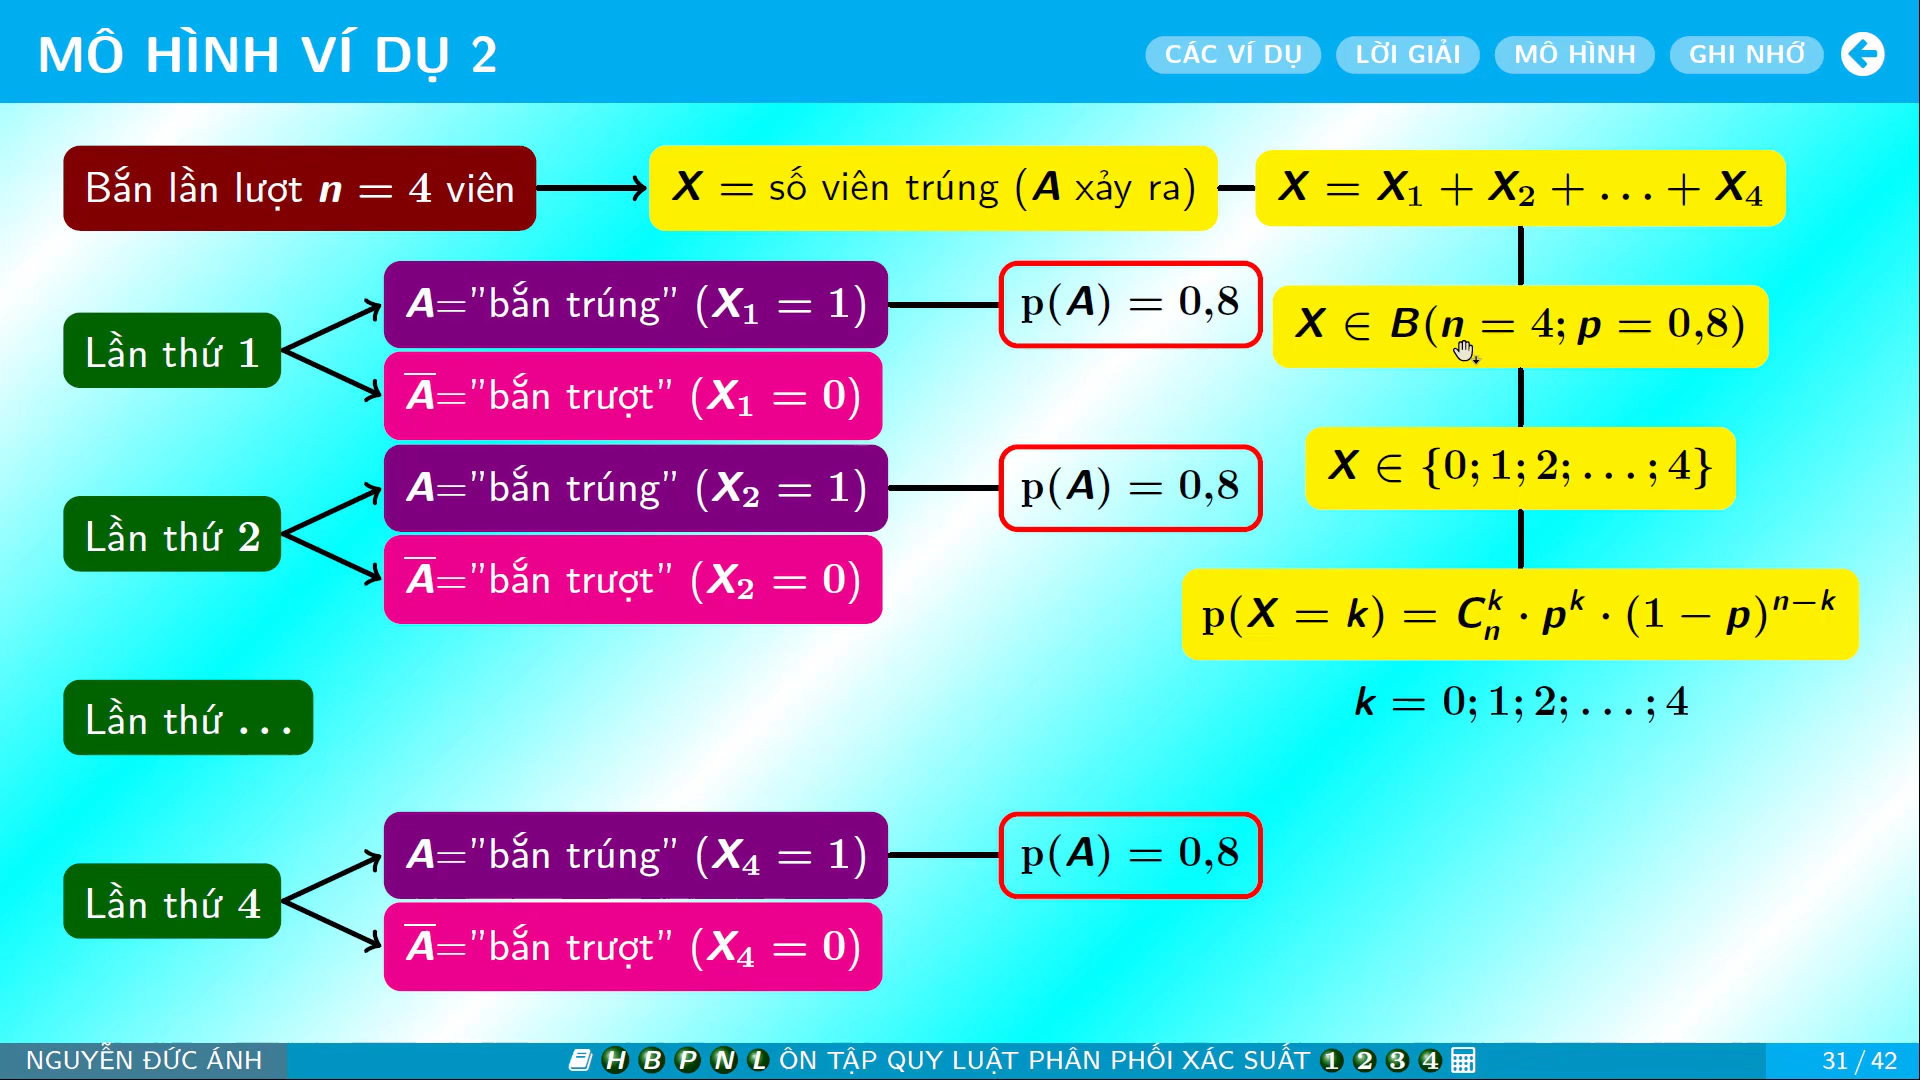 MÔ HÌNH VÍ DỤ 2
CÁC VÍ DỤ LỜI GIẢI MÔ HÌNH GHI NHỚ
Bắn lần lượt n = 4 viên
X = số viên trúng (A xảy ra)
X = X₁ + X₂ + . . . + X₄
Lần thứ 1
A="bắn trúng" (X₁ = 1)
p(A) = 0,8
A̅="bắn trượt" (X₁ = 0)
X ∈ B(n = 4; p = 0,8)
Lần thứ 2
A="bắn trúng" (X₂ = 1)
p(A) = 0,8
A̅="bắn trượt" (X₂ = 0)
X ∈ {0; 1; 2; . . . ; 4}
p(X = k) = Cₙᵏ · pᵏ · (1 − p)ⁿ⁻ᵏ
k = 0; 1; 2; . . . ; 4
Lần thứ . . .
Lần thứ 4
A="bắn trúng" (X₄ = 1)
p(A) = 0,8
A̅="bắn trượt" (X₄ = 0)
NGUYỄN ĐỨC ÁNH
H B P N L ÔN TẬP QUY LUẬT PHÂN PHỐI XÁC SUẤT 1 2 3 4
31 / 42